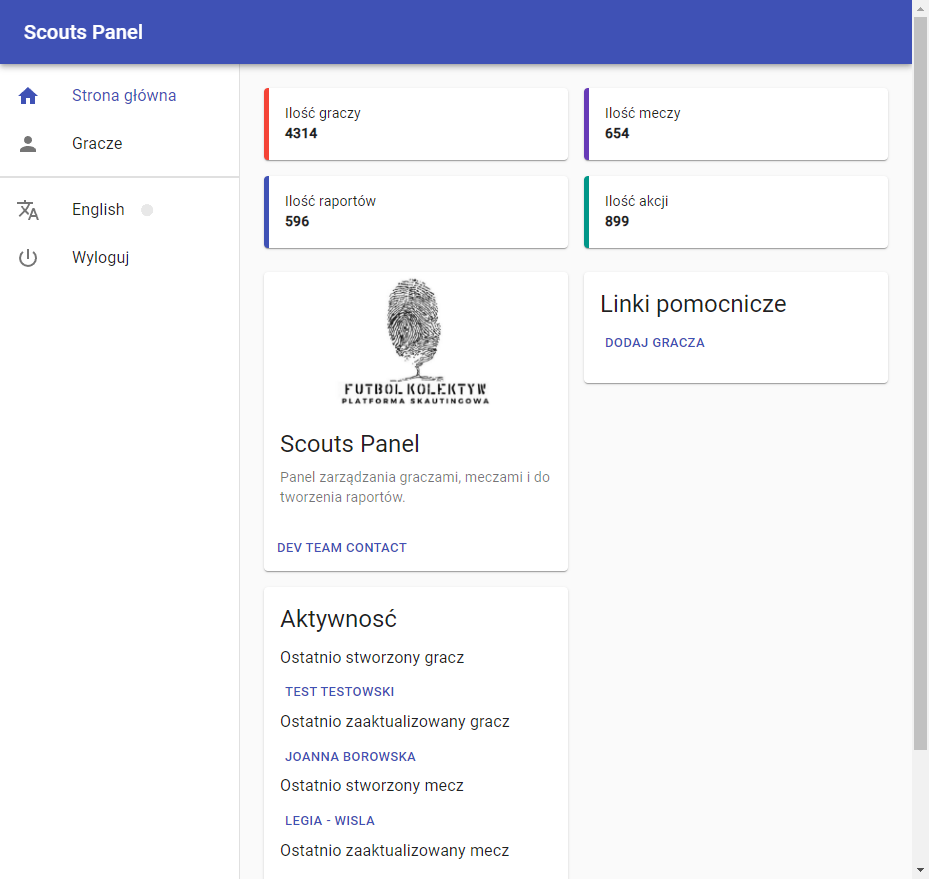 Scouts Panel
Strona główna
Gracze
English
Wyloguj
Ilość graczy
4314
Ilość meczy
654
Ilość raportów
596
Ilość akcji
899
FUTBOL KOLEKTYW
PLATFORMA SKAUTINGOWA
Scouts Panel
Panel zarządzania graczami, meczami i do
tworzenia raportów.
DEV TEAM CONTACT
Linki pomocnicze
DODAJ GRACZA
Aktywność
Ostatnio stworzony gracz
TEST TESTOWSKI
Ostatnio zaaktualizowany gracz
JOANNA BOROWSKA
Ostatnio stworzony mecz
LEGIA - WISLA
Ostatnio zaaktualizowany mecz